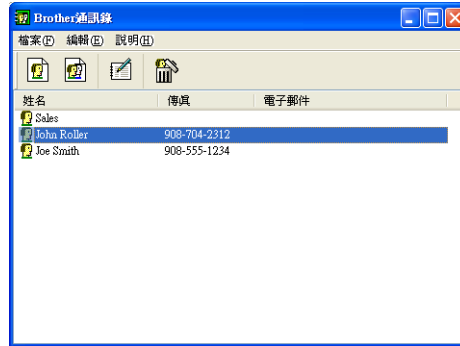 Brother通訊錄
檔案(F) 編輯(E) 說明(H)
姓名 傳真 電子郵件
Sales
John Roller 908-704-2312
Joe Smith 908-555-1234